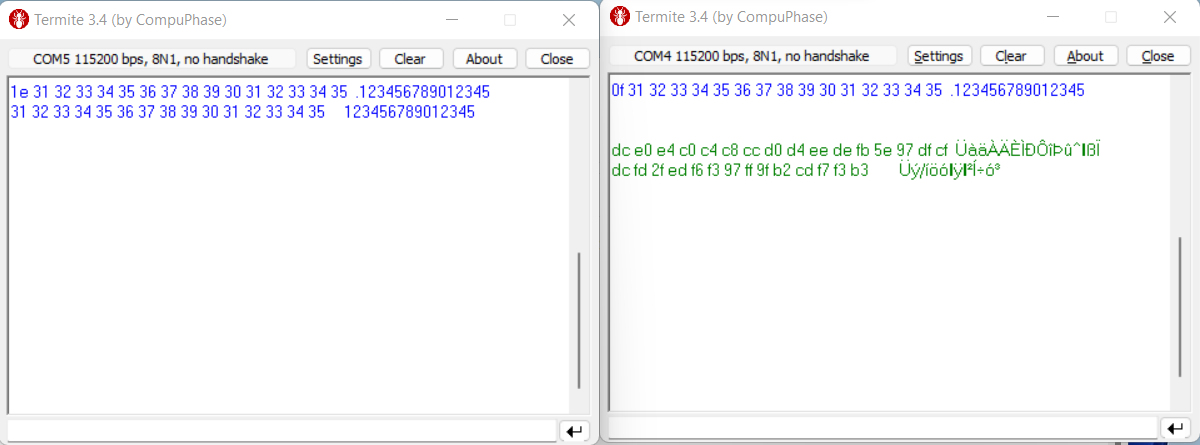 Termite 3.4 (by CompuPhase)
COM5 115200 bps, 8N1, no handshake
Settings
Clear
About
Close
1e 31 32 33 34 35 36 37 38 39 30 31 32 33 34 35 .123456789012345
31 32 33 34 35 36 37 38 39 30 31 32 33 34 35 123456789012345
Termite 3.4 (by CompuPhase)
COM4 115200 bps, 8N1, no handshake
Settings
Clear
About
Close
0f 31 32 33 34 35 36 37 38 39 30 31 32 33 34 35 .123456789012345
dc e0 e4 c0 c4 c8 cc d0 d4 ee de fb 5e 97 df cf ÜàäÀÄÈÌÐÔîÞû^IßÏ
dc fd 2f ed f6 f3 97 ff 9f b2 cd f7 f3 b3 Üý/íöóIÿI²Í÷ó³